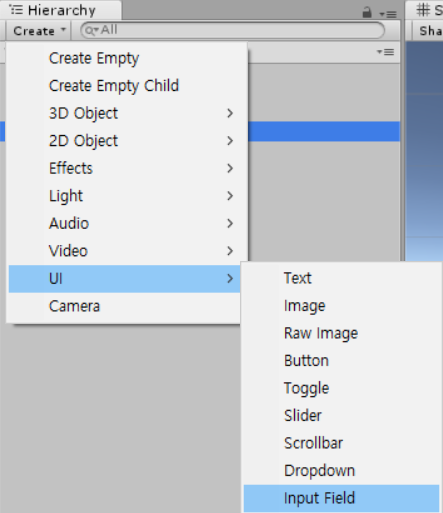 Hierarchy
# S
Create
All
Sha
Create Empty
Create Empty Child
3D Object
2D Object
Effects
Light
Audio
Video
UI
Camera
Text
Image
Raw Image
Button
Toggle
Slider
Scrollbar
Dropdown
Input Field